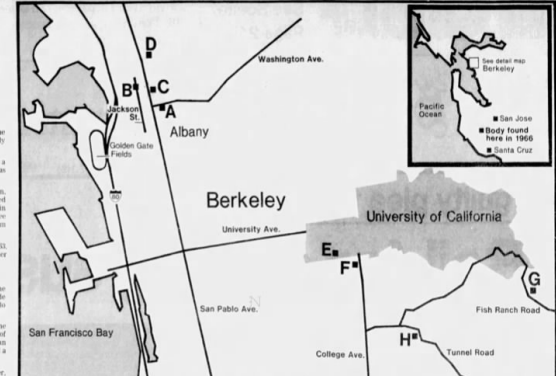 D
Washington Ave.
B
C
A
Jackson
St.
Albany
Golden Gate
Fields
80
Berkeley
University of California
University Ave.
E
F
G
San Pablo Ave.
Fish Ranch Road
San Francisco Bay
College Ave.
H
Tunnel Road
See detail map
Berkeley
Pacific
Ocean
San Jose
Body found
here in 1966
Santa Cruz